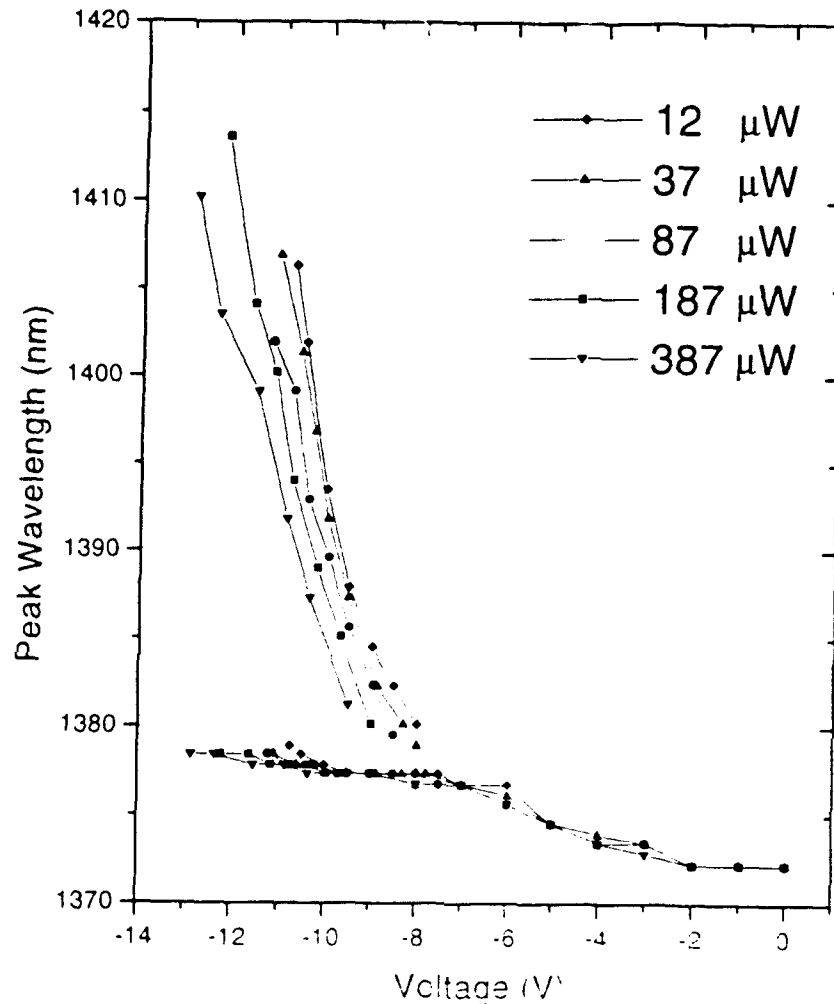 1420
1410
1400
1390
1380
1370
Peak Wavelength (nm)
12 μW
37 μW
87 μW
187 μW
387 μW
-14 -12 -10 -8 -6 -4 -2 0
Voltage (V)